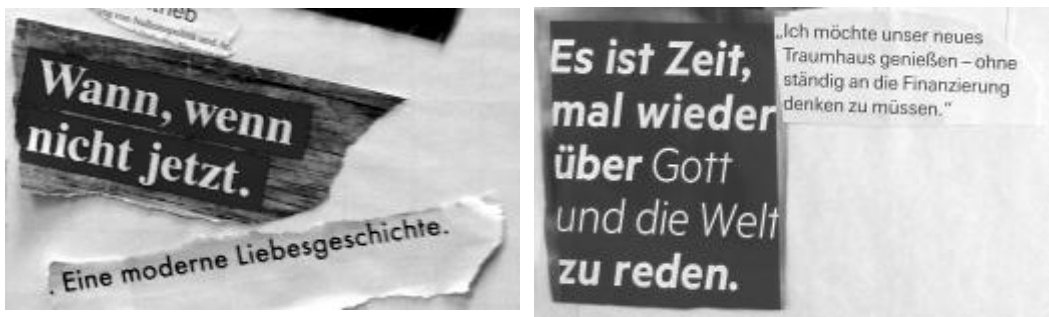 Wann, wenn
nicht jetzt.
. Eine moderne Liebesgeschichte.
Es ist Zeit,
mal wieder
über Gott
und die Welt
zu reden.
„Ich möchte unser neues
Traumhaus genießen – ohne
ständig an die Finanzierung
denken zu müssen.“